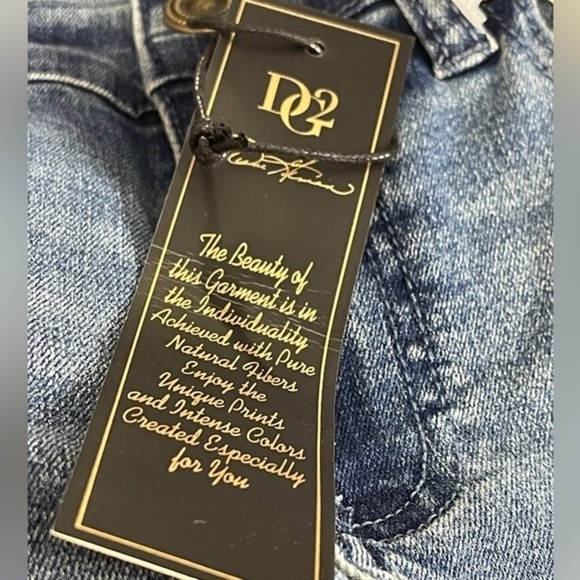 DG2
The Beauty of
this Garment is in
the Individuality
Achieved with Pure
Natural Fibers
Enjoy the
Unique Prints
and Intense Colors
Created Especially
for You